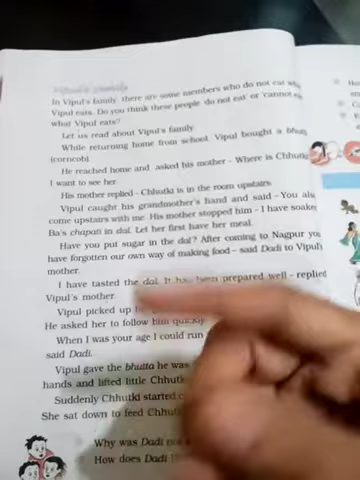 Vipul's Family
In Vipul's family there are some members who do not eat what
Vipul eats. Do you think these people 'do not eat' or 'cannot eat'
what Vipul eats?
Let us read about Vipul's family.
While returning home from school, Vipul bought a bhutta
(corncob).
He reached home and asked his mother - Where is Chhutki
I want to see her.
His mother replied - Chhutki is in the room upstairs.
Vipul caught his grandmother's hand and said - You also
come upstairs with me. His mother stopped him - I have soaked
Ba's chapati in dal. Let her first have her meal.
Have you put sugar in the dal? After coming to Nagpur you
have forgotten our own way of making food - said Dadi to Vipul's
mother.
I have tasted the dal. It has been prepared well - replied
Vipul's mother.
Vipul picked up
He asked her to follow him quickly
When I was your age I could run
said Dadi.
Vipul gave the bhutta he was
hands and lifted little Chhutki
Suddenly Chhutki started
She sat down to feed Chhutki
Why was Dadi not
How does Dadi